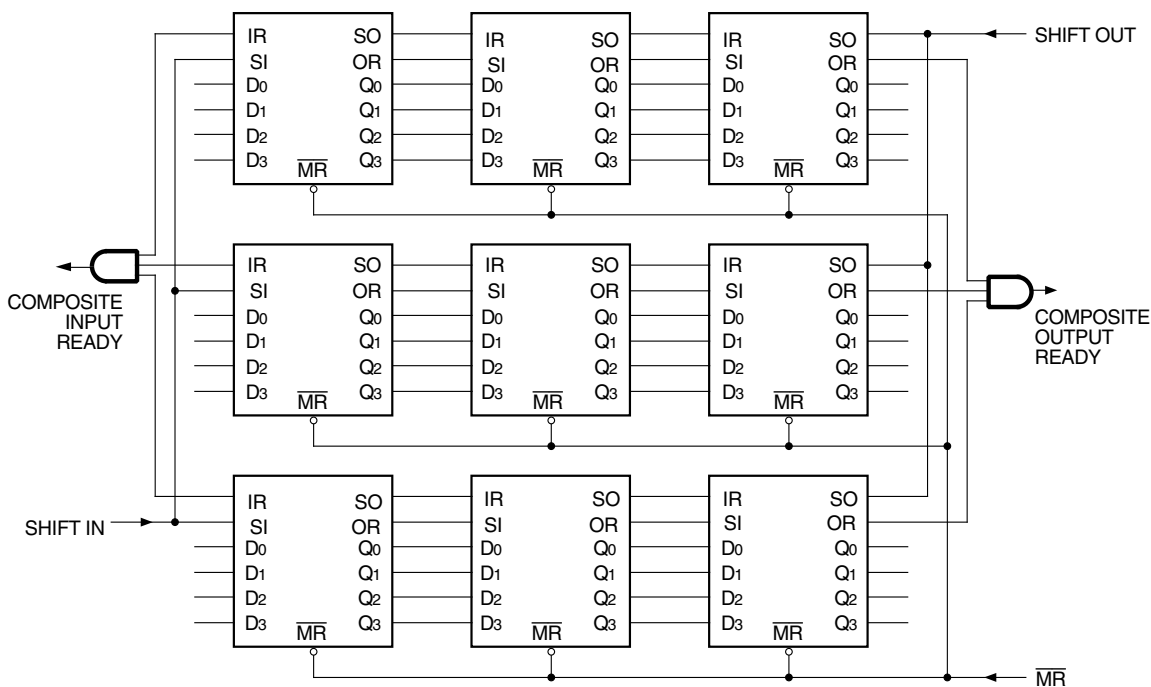 IR SO IR SO IR SO SHIFT OUT
SI OR SI OR SI OR
D0 Q0 D0 Q0 D0 Q0
D1 Q1 D1 Q1 D1 Q1
D2 Q2 D2 Q2 D2 Q2
D3 Q3 D3 Q3 D3 Q3
MR MR MR
COMPOSITE
INPUT
READY
IR SO IR SO IR SO
SI OR SI OR SI OR
D0 Q0 D0 Q0 D0 Q0
D1 Q1 D1 Q1 D1 Q1
D2 Q2 D2 Q2 D2 Q2
D3 Q3 D3 Q3 D3 Q3
MR MR MR
COMPOSITE
OUTPUT
READY
IR SO IR SO IR SO
SHIFT IN SI OR SI OR SI OR
D0 Q0 D0 Q0 D0 Q0
D1 Q1 D1 Q1 D1 Q1
D2 Q2 D2 Q2 D2 Q2
D3 Q3 D3 Q3 D3 Q3
MR MR MR
MR